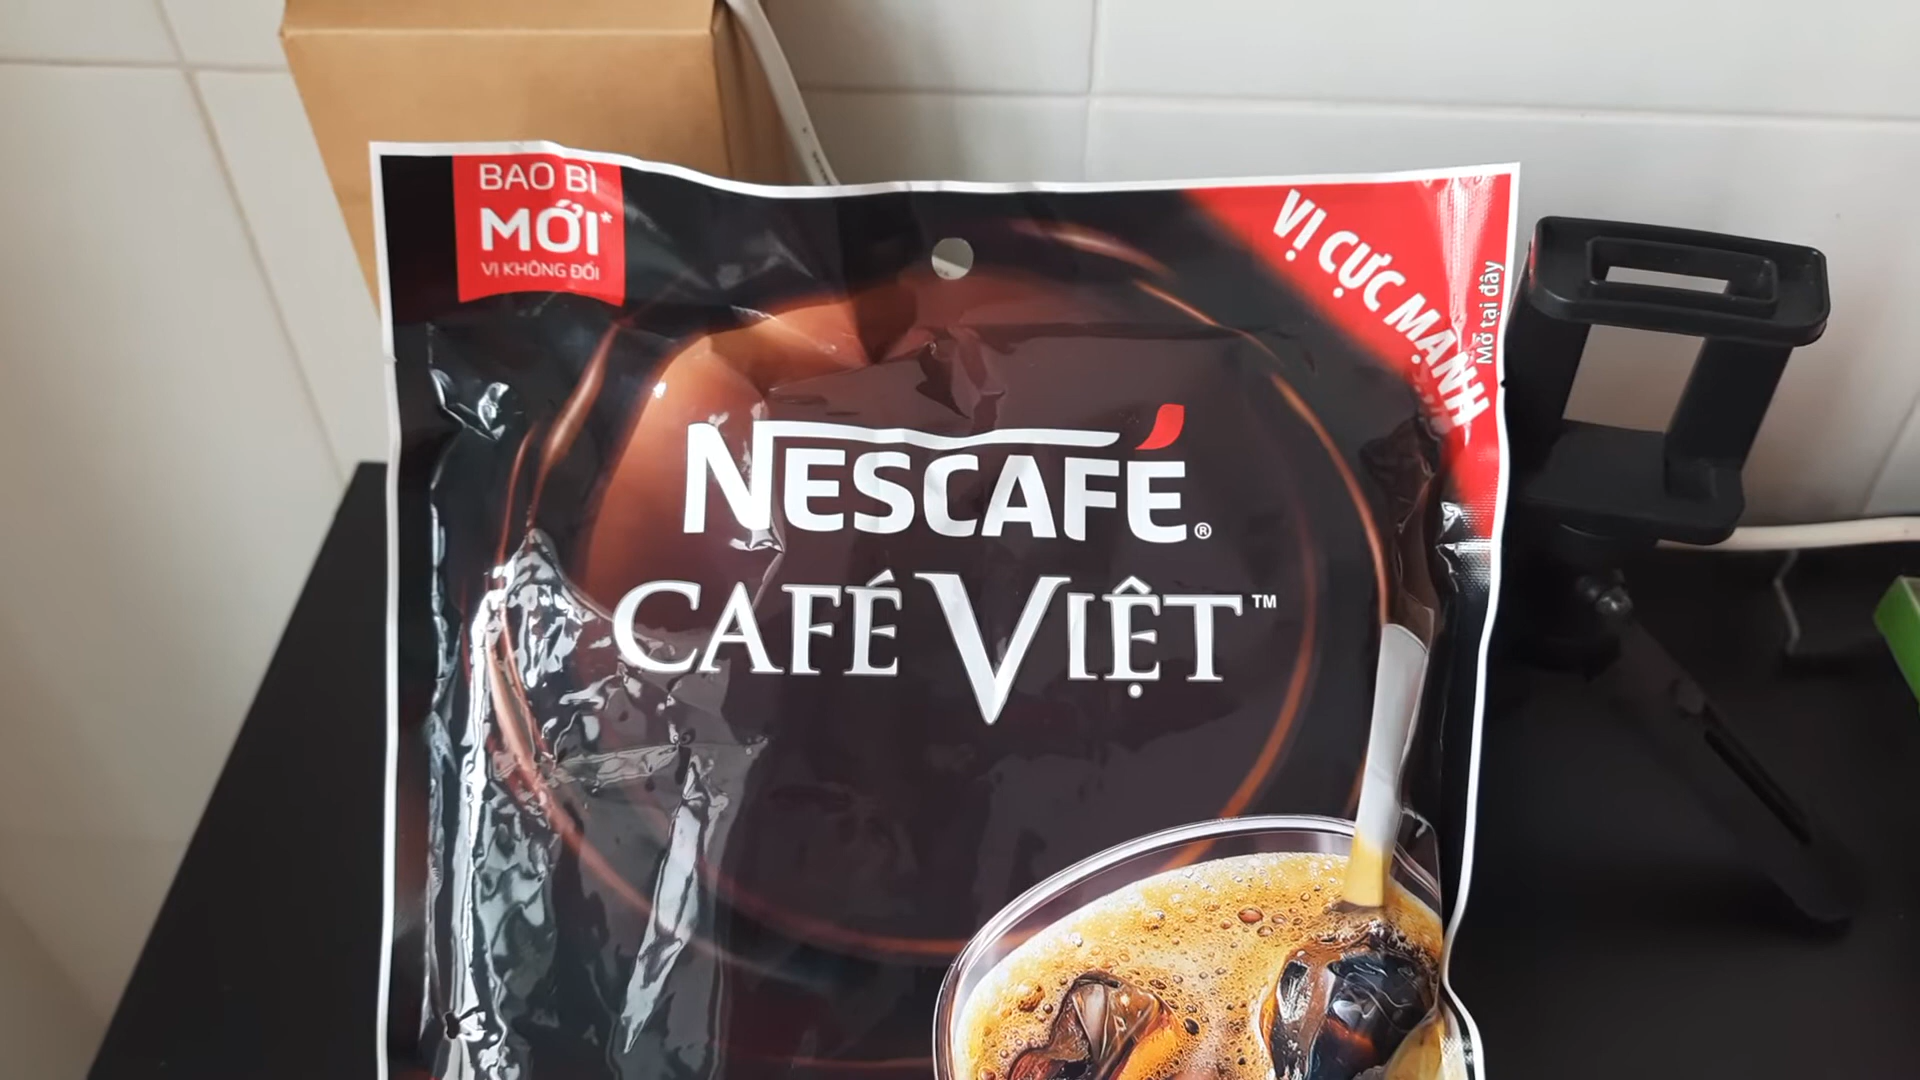 BAO BÌ
MỚI*
VỊ KHÔNG ĐỔI
VỊ CỰC MẠNH
Mở tại đây
NESCAFÉ®
CAFÉ VIỆT™